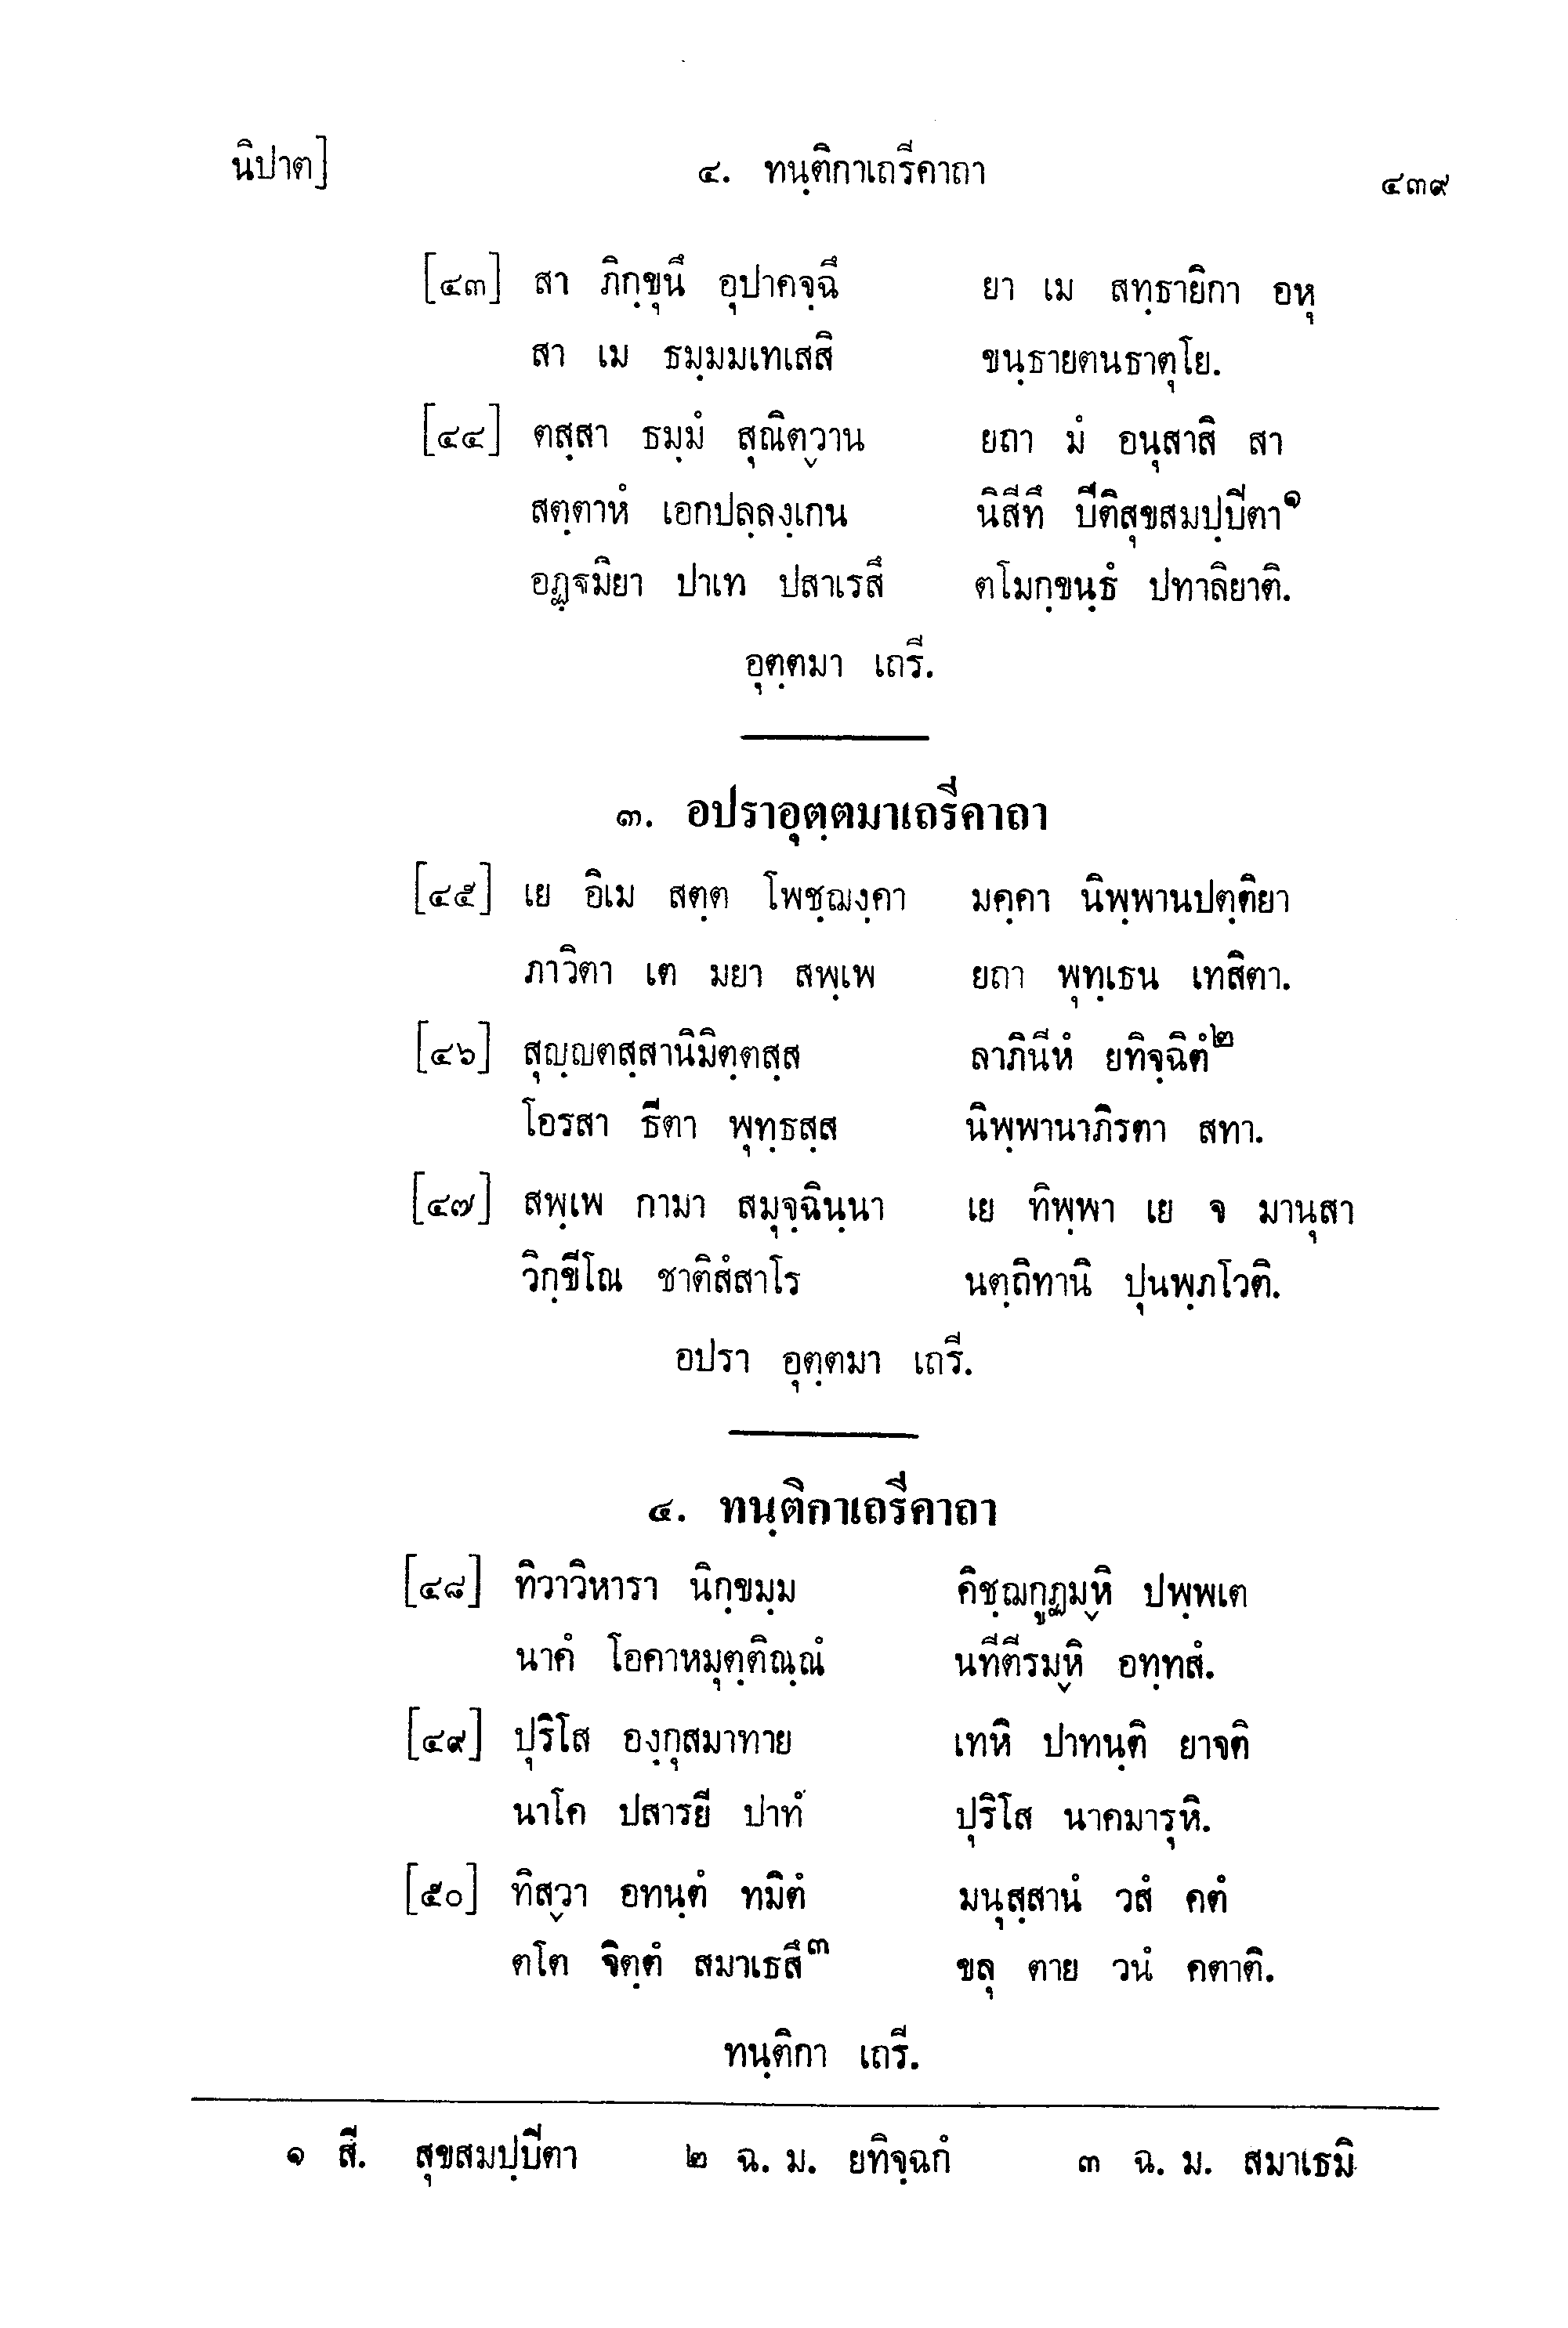 นิปาต] ๔. ทนฺติกาเถรีคาถา ๔๓๙
[๔๓] สา ภิกฺขุนึ อุปาคจฺฉึ ยา เม สทฺธายิกา อหุ
สา เม ธมฺมมเทเสสิ ขนฺธายตนธาตุโย.
[๔๔] ตสฺสา ธมฺมํ สุณิตฺวาน ยถา มํ อนุสาสิ สา
สตฺตาหํ เอกปลฺลงฺเกน นิสีทึ ปีติสุขสมปฺปีตา๑
อฏฺฐมิยา ปาเท ปสาเรสึ ตโมกฺขนฺธํ ปทาลิยาติ.
อุตฺตมา เถรี.
๓. อปราอุตฺตมาเถรีคาถา
[๔๕] เย อิเม สตฺต โพชฺฌงฺคา มคฺคา นิพฺพานปตฺติยา
ภาวิตา เต มยา สพฺเพ ยถา พุทฺเธน เทสิตา.
[๔๖] สุญฺญตสฺสานิมิตฺตสฺส ลาภินีหํ ยทิจฺฉิตํ๒
โอรสา ธีตา พุทฺธสฺส นิพฺพานาภิรตา สทา.
[๔๗] สพฺเพ กามา สมุจฺฉินฺนา เย ทิพฺพา เย จ มานุสา
วิกฺขีโณ ชาติสํสาโร นตฺถิทานิ ปุนพฺภโวติ.
อปรา อุตฺตมา เถรี.
๔. ทนฺติกาเถรีคาถา
[๔๘] ทิวาวิหารา นิกฺขมฺม คิชฺฌกูฏมฺหิ ปพฺพเต
นาคํ โอคาหมุตฺติณฺณํ นทีตีรมฺหิ อทฺทสํ.
[๔๙] ปุริโส องฺกุสมาทาย เทหิ ปาทนฺติ ยาจติ
นาโค ปสารยี ปาทํ ปุริโส นาคมารุหิ.
[๕๐] ทิสฺวา อทนฺตํ ทมิตํ มนุสฺสานํ วสํ คตํ
ตโต จิตฺตํ สมาเธสึ๓ ขลุ ตาย วนํ คตาติ.
ทนฺติกา เถรี.
๑ สี. สุขสมปฺปีตา ๒ ฉ. ม. ยทิจฺฉกํ ๓ ฉ. ม. สมาเธมิ